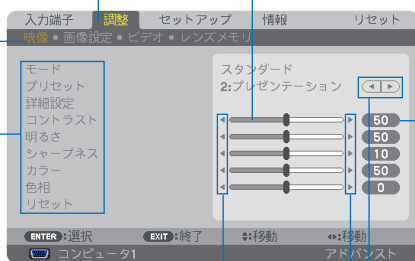 入力端子 調整 セットアップ 情報 リセット
映像 • 画像設定 • ビデオ • レンズメモリ
モード スタンダード
プリセット 2:プレゼンテーション
詳細設定
コントラスト 50
明るさ 50
シャープネス 10
カラー 50
色相 0
リセット
ENTER :選択 EXIT :終了 :移動 :移動
コンピュータ1 アドバンスト